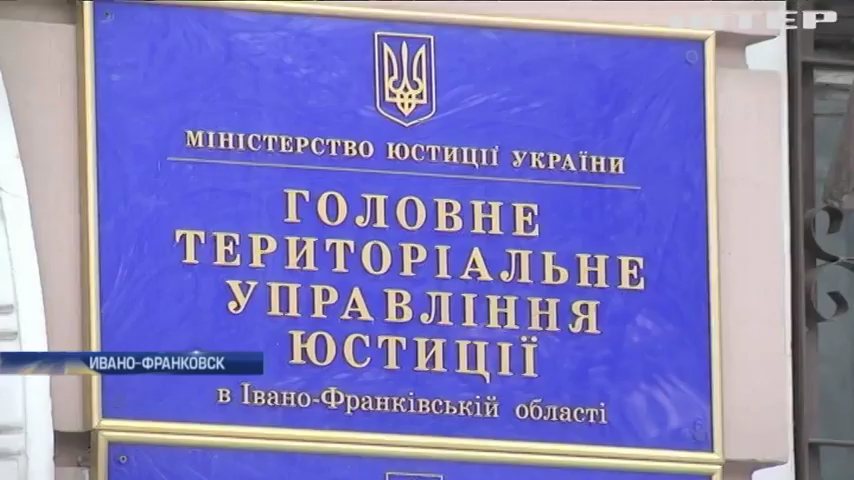 ІНТЕР
МІНІСТЕРСТВО ЮСТИЦІЇ УКРАЇНИ
ГОЛОВНЕ
ТЕРИТОРІАЛЬНЕ
УПРАВЛІННЯ
ЮСТИЦІЇ
в Івано-Франківській області
ИВАНО-ФРАНКОВСК